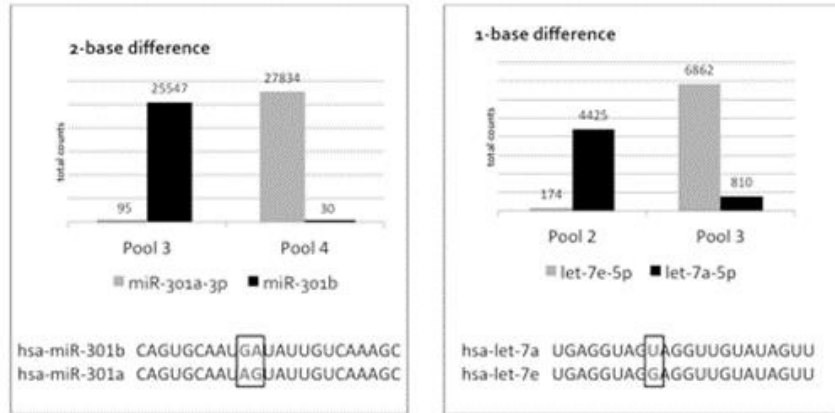 2-base difference
27834
25547
total counts
95
30
Pool 3 Pool 4
miR-301a-3p miR-301b
hsa-miR-301b CAGUGCAAUGAUAUUGUCAAAGC
hsa-miR-301a CAGUGCAAUAGUAUUGUCAAAGC
1-base difference
6862
4425
total counts
174
810
Pool 2 Pool 3
let-7e-5p let-7a-5p
hsa-let-7a UGAGGUAGUAGGUUGUAUAGUU
hsa-let-7e UGAGGUAGGAGGUUGUAUAGUU